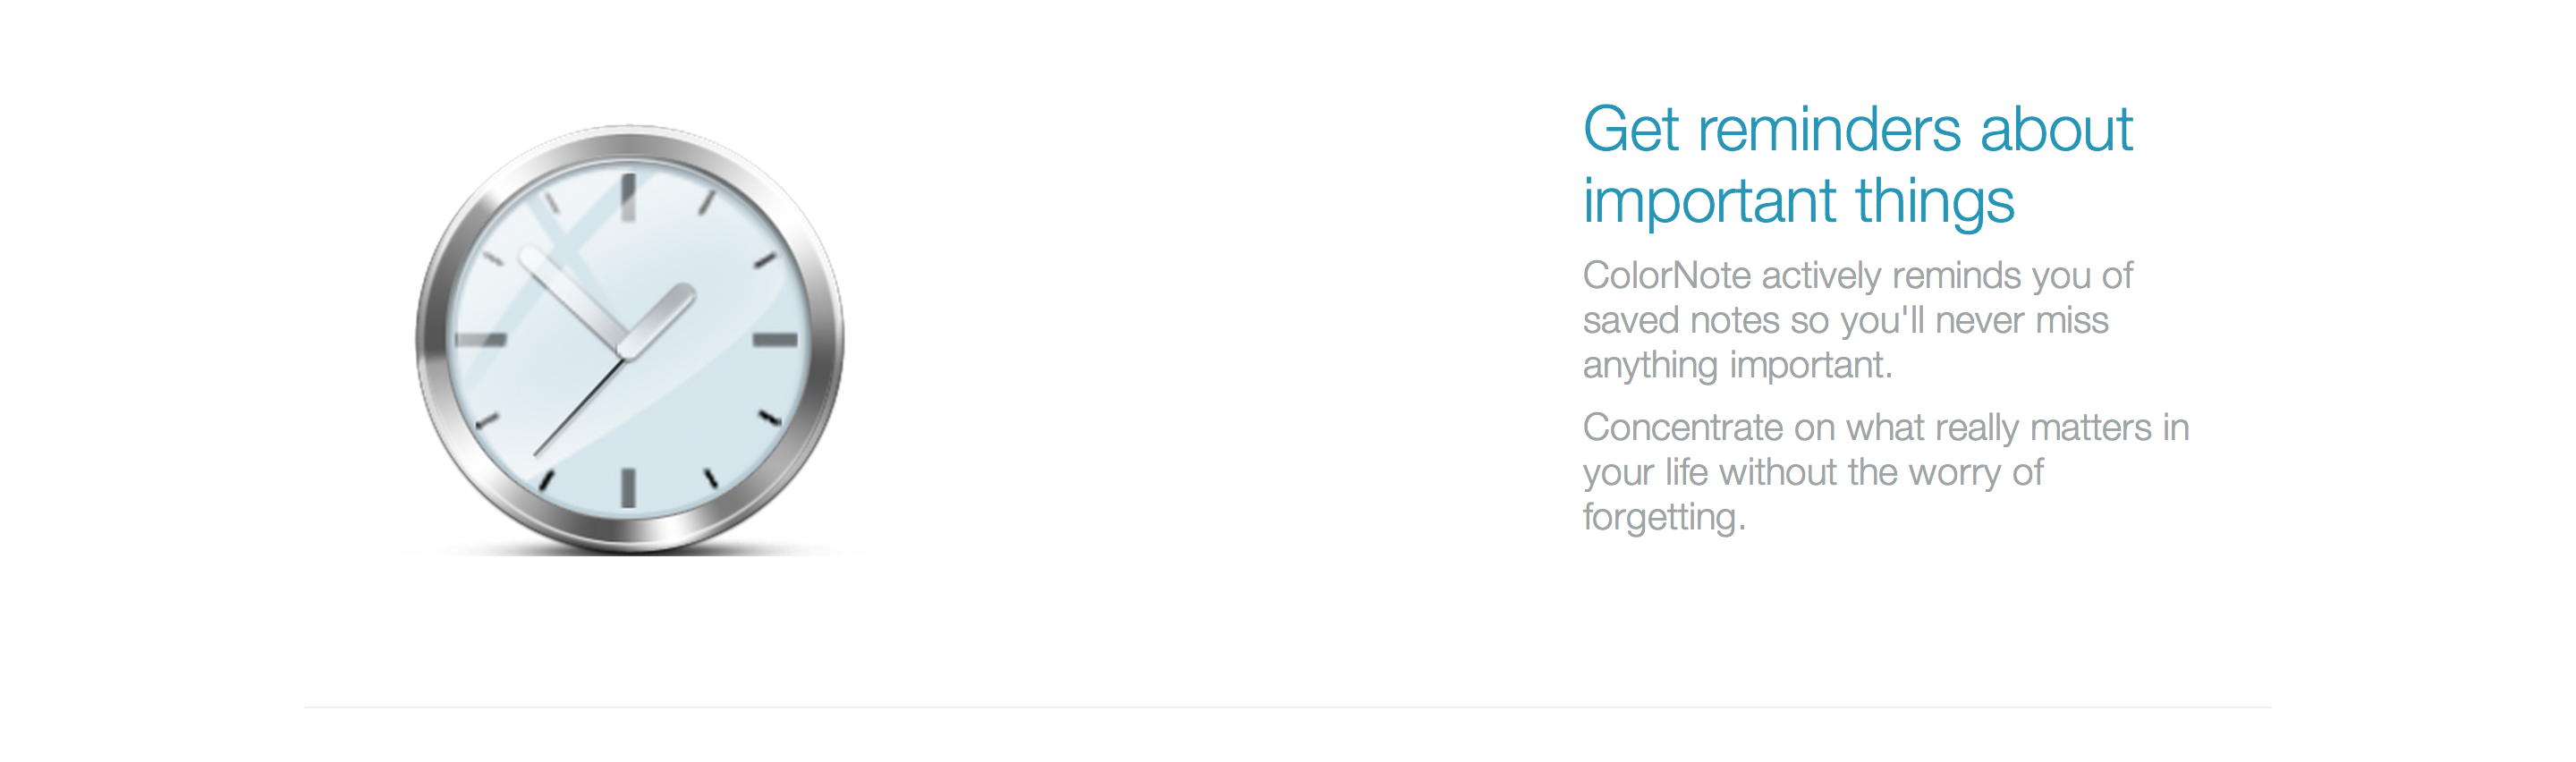 Get reminders about
important things
ColorNote actively reminds you of
saved notes so you'll never miss
anything important.
Concentrate on what really matters in
your life without the worry of
forgetting.